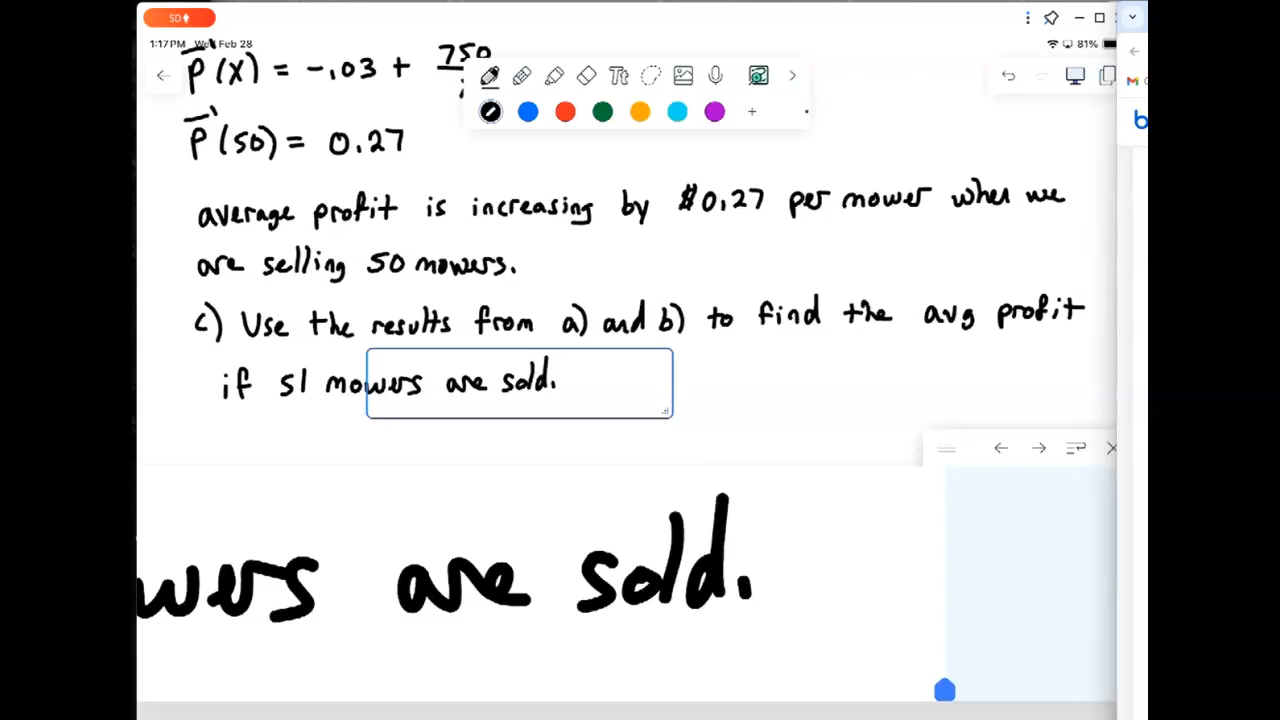 SD
1:17PM Wed Feb 28
81%
P̄'(x) = -.03 + 750
Tt
P̄'(50) = 0.27
average profit is increasing by $0.27 per mower when we
are selling 50 mowers.
c) Use the results from a) and b) to find the avg profit
if 51 mowers are sold.
wers are sold.